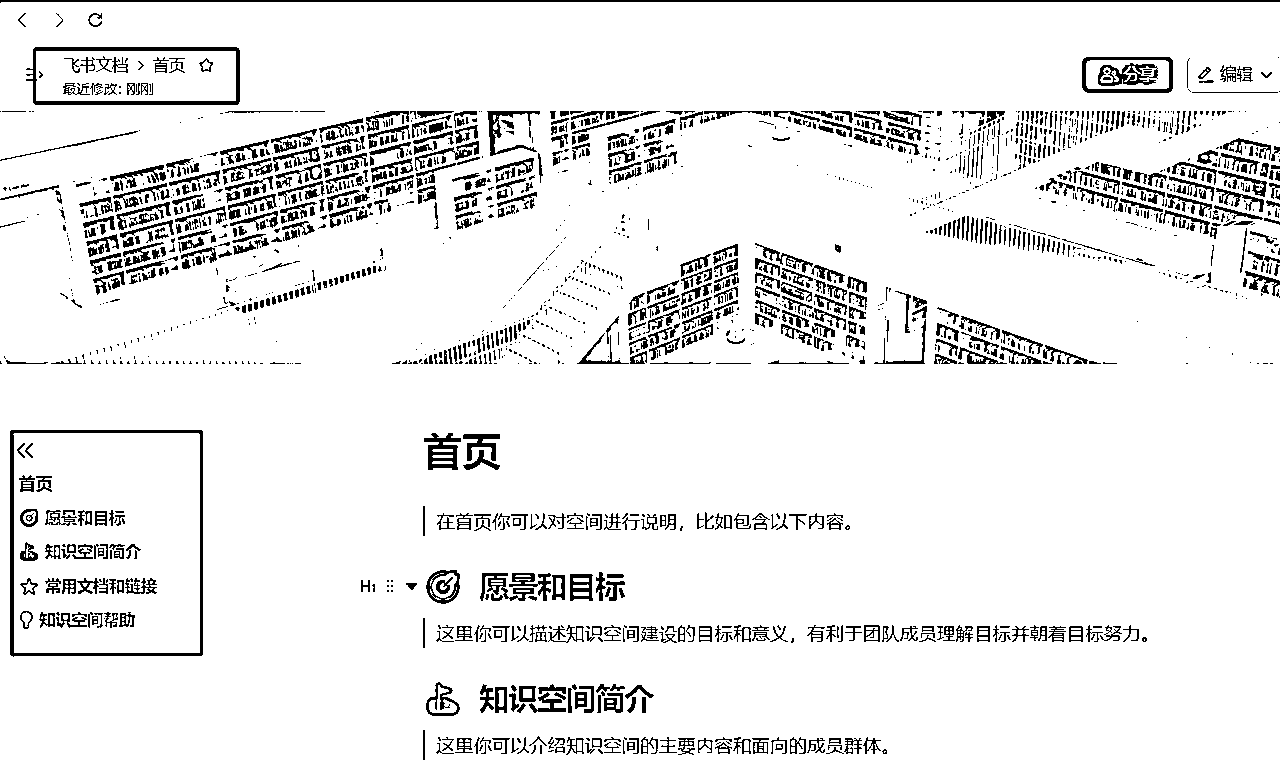 飞书文档 > 首页
最近修改: 刚刚
分享
编辑
首页
愿景和目标
知识空间简介
常用文档和链接
知识空间帮助
首页
在首页你可以对空间进行说明，比如包含以下内容。
H1 愿景和目标
这里你可以描述知识空间建设的目标和意义，有利于团队成员理解目标并朝着目标努力。
知识空间简介
这里你可以介绍知识空间的主要内容和面向的成员群体。